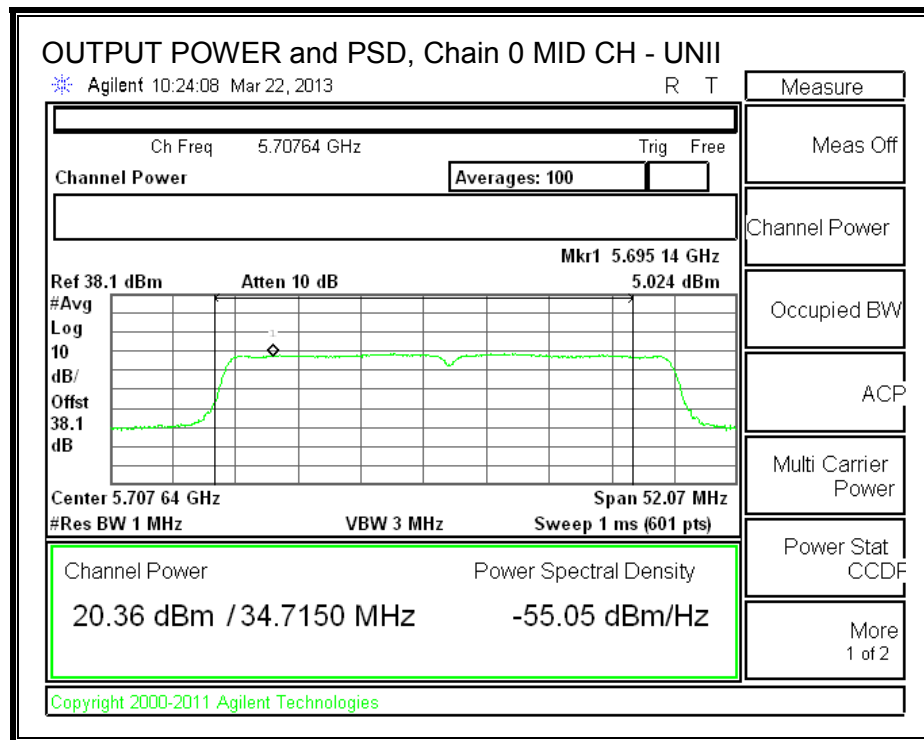 OUTPUT POWER and PSD, Chain 0 MID CH - UNII
Agilent 10:24:08 Mar 22, 2013 R T
Measure
Ch Freq 5.70764 GHz Trig Free
Meas Off
Channel Power Averages: 100
Channel Power
Mkr1 5.695 14 GHz
Ref 38.1 dBm Atten 10 dB 5.024 dBm
#Avg
Log
10
dB/
Offst
38.1
dB
1
Occupied BW
ACP
Multi Carrier
Power
Center 5.707 64 GHz Span 52.07 MHz
#Res BW 1 MHz VBW 3 MHz Sweep 1 ms (601 pts)
Power Stat
CCDF
Channel Power Power Spectral Density
20.36 dBm / 34.7150 MHz -55.05 dBm/Hz
More
1 of 2
Copyright 2000-2011 Agilent Technologies